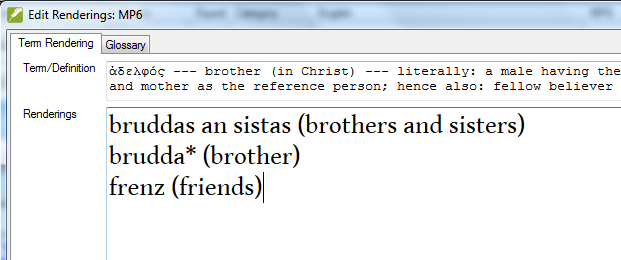 Edit Renderings: MP6
Term Rendering Glossary
Term/Definition
ἀδελφός --- brother (in Christ) --- literally: a male having the
and mother as the reference person; hence also: fellow believer
Renderings
bruddas an sistas (brothers and sisters)
brudda* (brother)
frenz (friends)